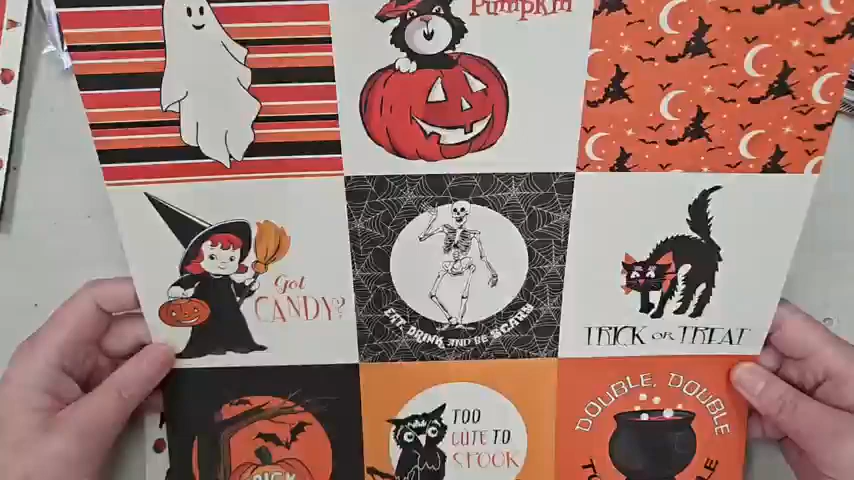 Pumpkin
Got
CANDY?
EAT, DRINK AND BE SCARY
TRICK OR TREAT
TOO
CUTE TO
SPOOK
DOUBLE, DOUBLE